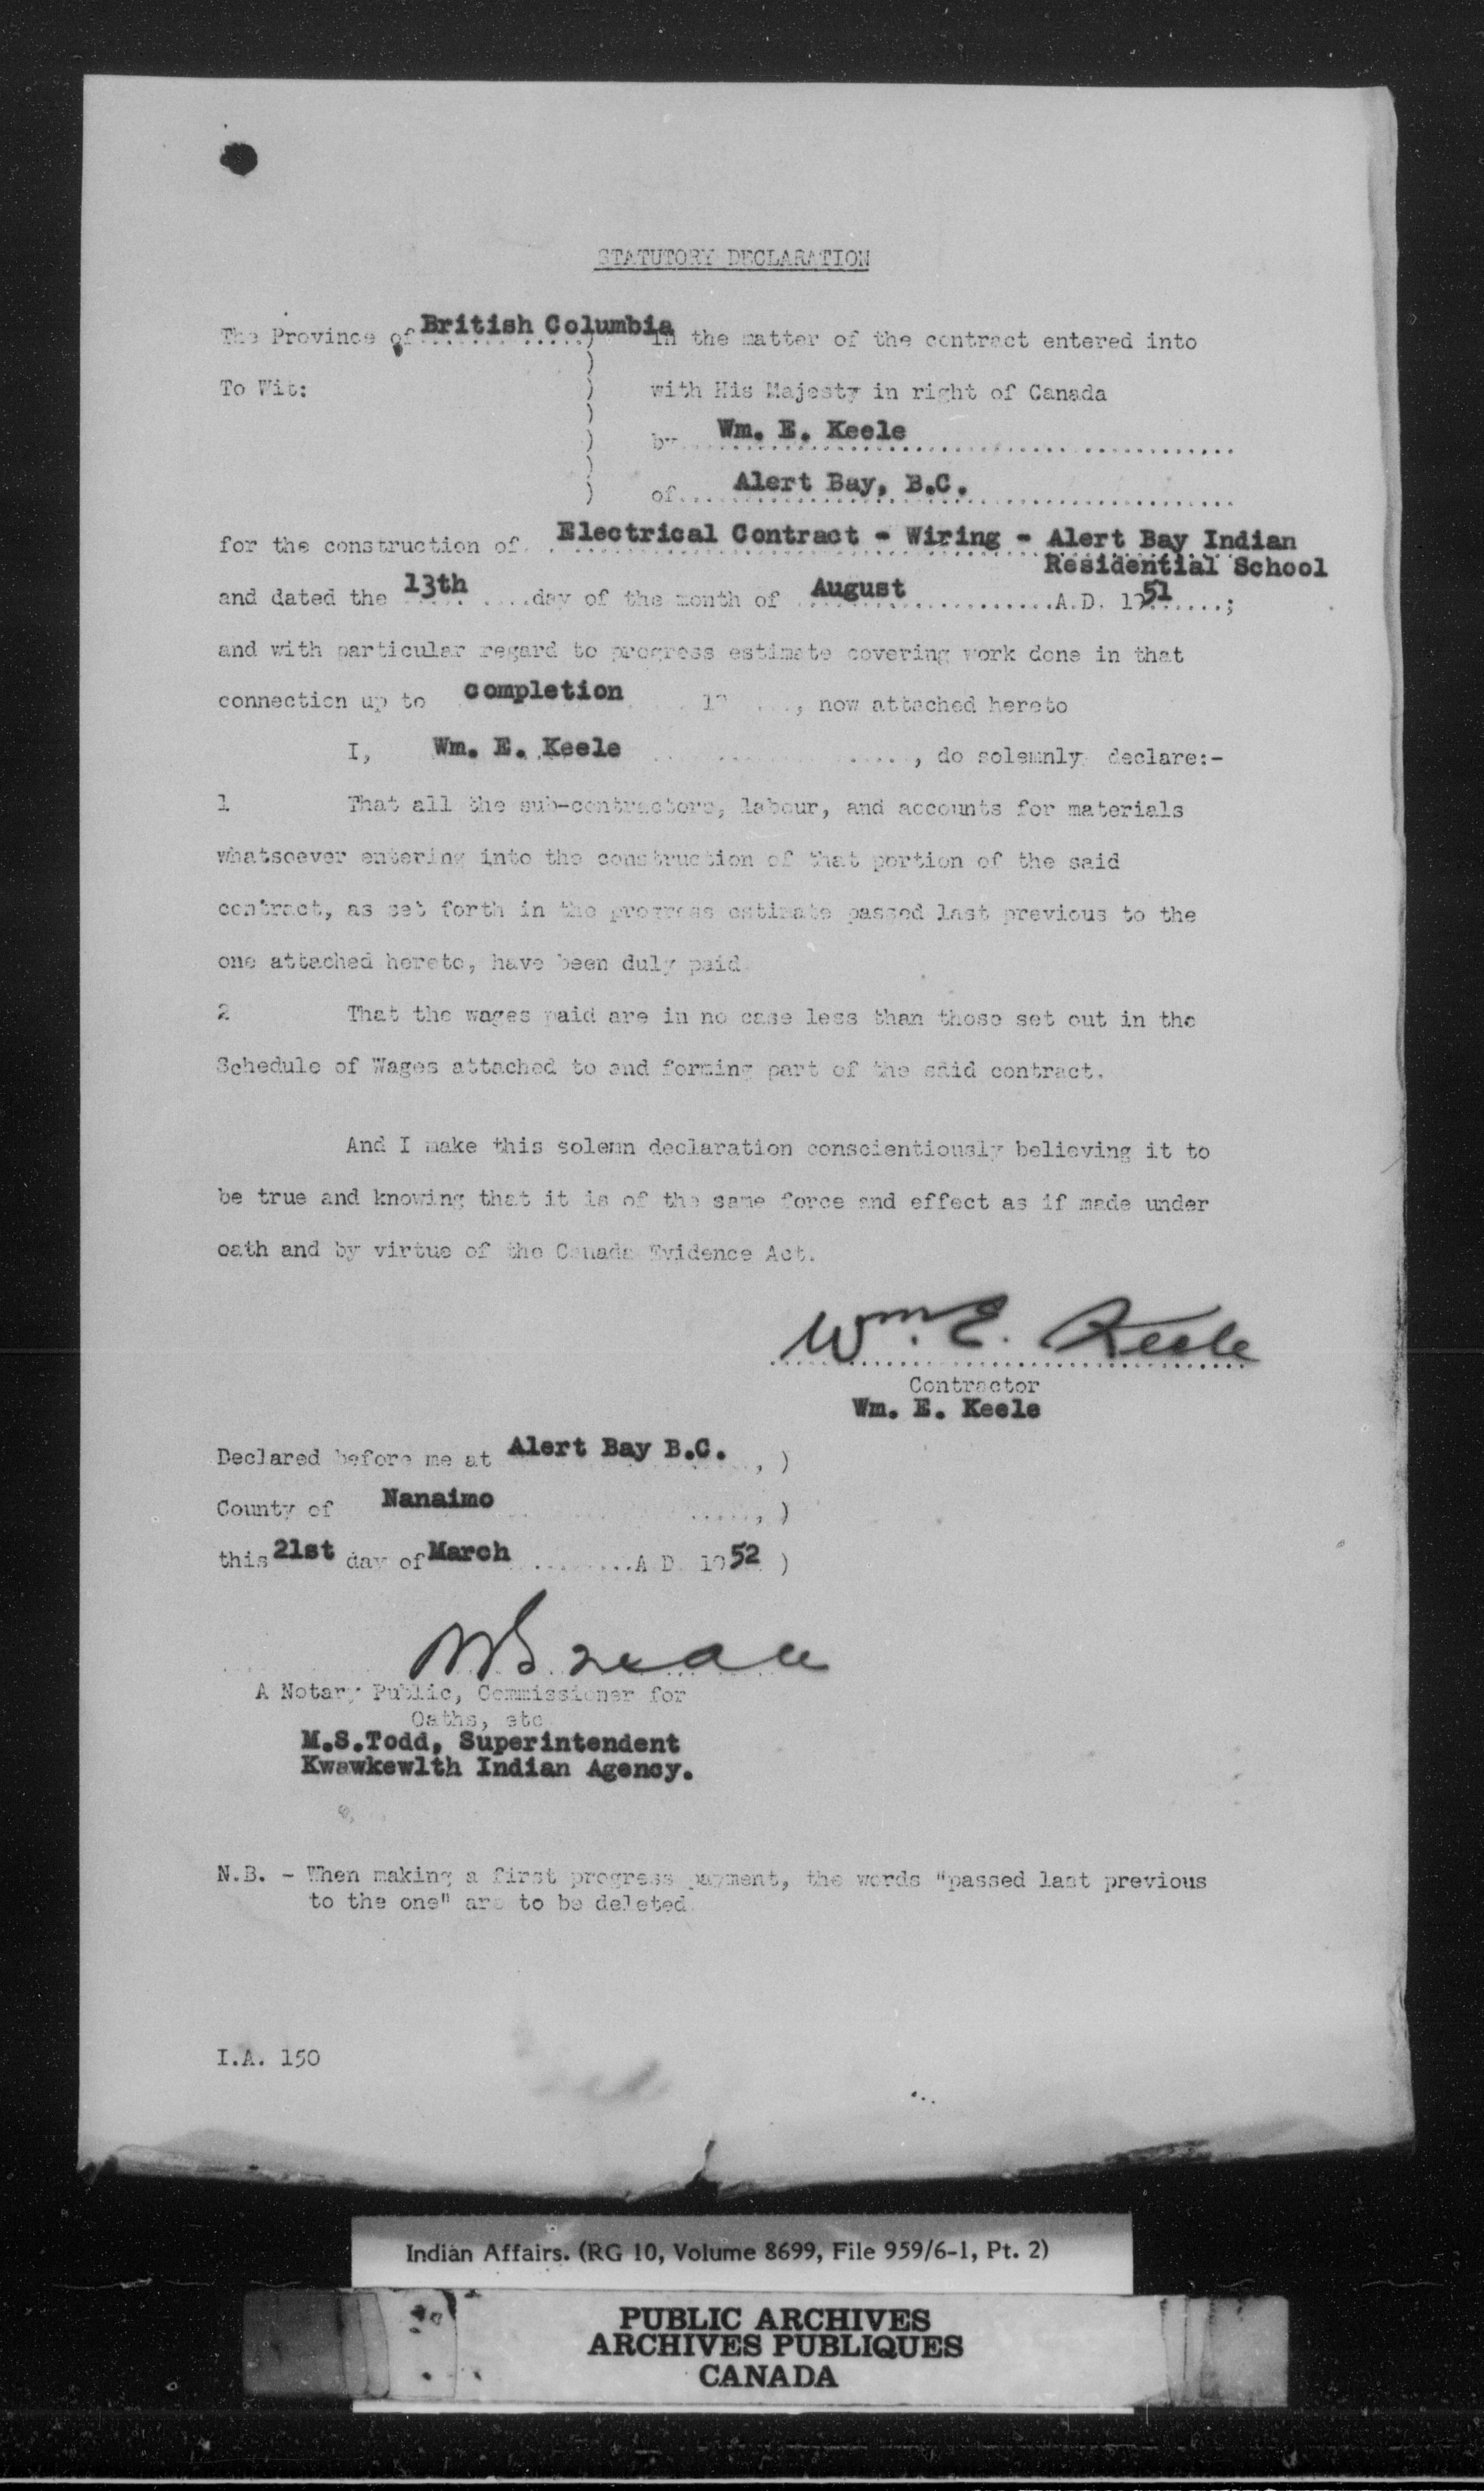 STATUTORY DECLARATION
The Province of British Columbia ) In the matter of the contract entered into
)
To Wit: ) with His Majesty in right of Canada
)
) by Wm. E. Keele
)
) of Alert Bay, B.C.
for the construction of Electrical Contract - Wiring - Alert Bay Indian
Residential School
and dated the 13th day of the month of August A.D. 1951;
and with particular regard to progress estimate covering work done in that
connection up to completion 19 , now attached hereto
I, Wm. E. Keele , do solemnly declare:-
1 That all the sub-contractors, labour, and accounts for materials
whatsoever entering into the construction of that portion of the said
contract, as set forth in the progress estimate passed last previous to the
one attached hereto, have been duly paid
2 That the wages paid are in no case less than those set out in the
Schedule of Wages attached to and forming part of the said contract.
And I make this solemn declaration conscientiously believing it to
be true and knowing that it is of the same force and effect as if made under
oath and by virtue of the Canada Evidence Act.
Wm. E. Keele
Contractor
Wm. E. Keele
Declared before me at Alert Bay B.C. , )
County of Nanaimo , )
this 21st day of March A.D. 1952 )
A Notary Public, Commissioner for
Oaths, etc
M.S.Todd, Superintendent
Kwawkewlth Indian Agency.
N.B. - When making a first progress payment, the words "passed last previous
to the one" are to be deleted.
I.A. 150
Indian Affairs. (RG 10, Volume 8699, File 959/6-1, Pt. 2)
PUBLIC ARCHIVES
ARCHIVES PUBLIQUES
CANADA